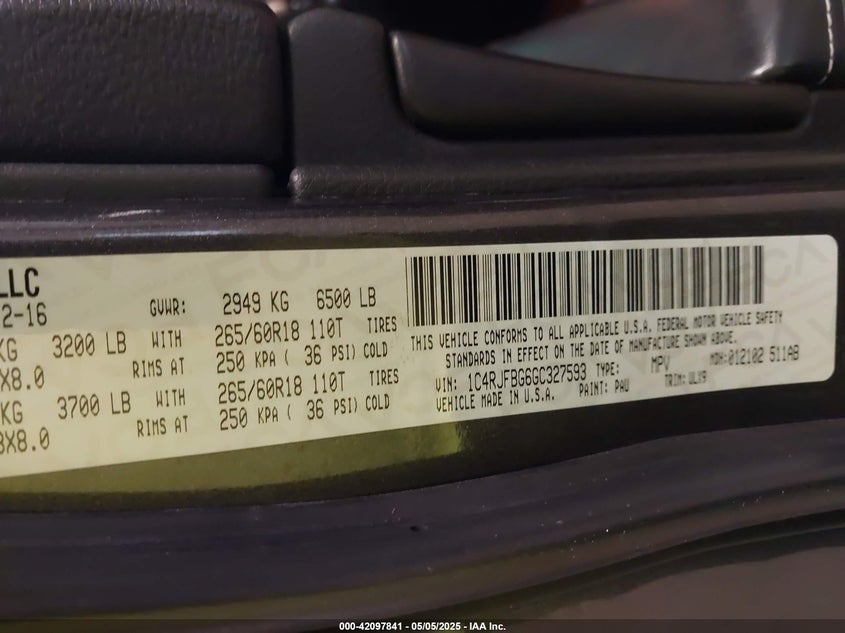 LLC
2-16
GVWR: 2949 KG 6500 LB
KG 3200 LB WITH 265/60R18 110T TIRES
X8.0 RIMS AT 250 KPA ( 36 PSI) COLD
KG 3700 LB WITH 265/60R18 110T TIRES
8X8.0 RIMS AT 250 KPA ( 36 PSI) COLD
THIS VEHICLE CONFORMS TO ALL APPLICABLE U.S.A. FEDERAL MOTOR VEHICLE SAFETY
STANDARDS IN EFFECT ON THE DATE OF MANUFACTURE SHOWN ABOVE.
VIN: 1C4RJFBG6GC327593 TYPE: MPV MDH: 012102 511AB
VEHICLE MADE IN U.S.A. PAINT: PAU TRIM: ULX9
000-42097841 - 05/05/2025 - IAA Inc.